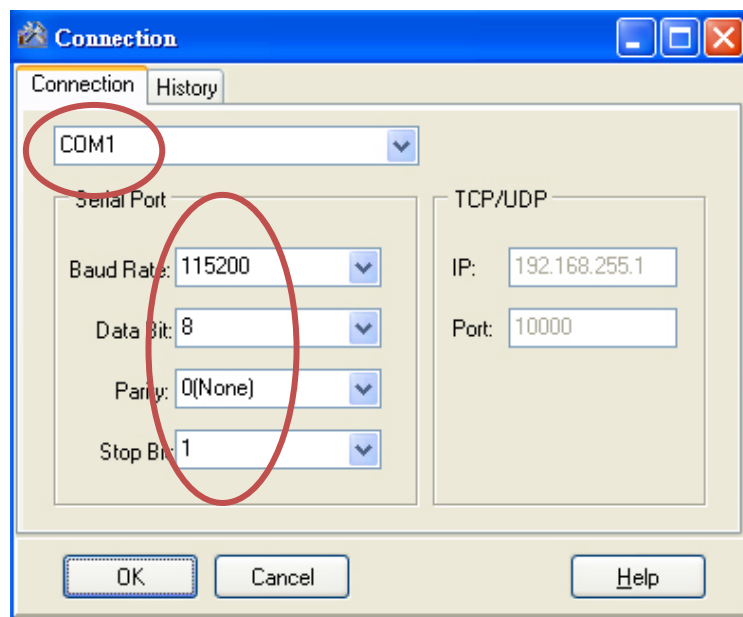 Connection
Connection History
COM1
Serial Port
Baud Rate: 115200
Data Bit: 8
Parity: 0(None)
Stop Bit: 1
TCP/UDP
IP: 192.168.255.1
Port: 10000
OK Cancel Help